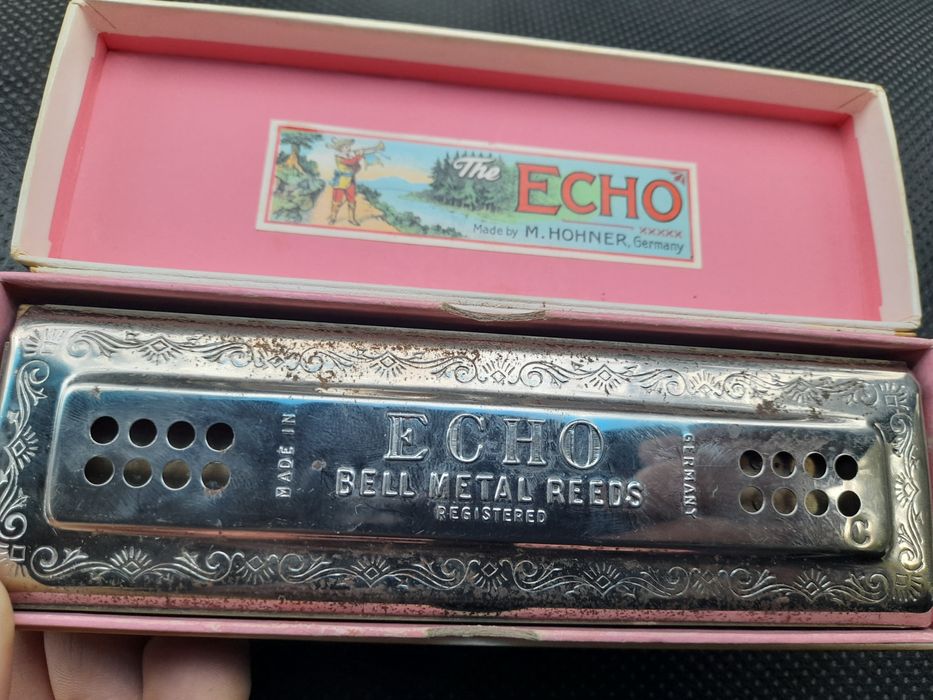 The ECHO
xxxxx
Made by M. HOHNER, Germany
ECHO
MADE IN
BELL METAL REEDS
GERMANY
REGISTERED
C